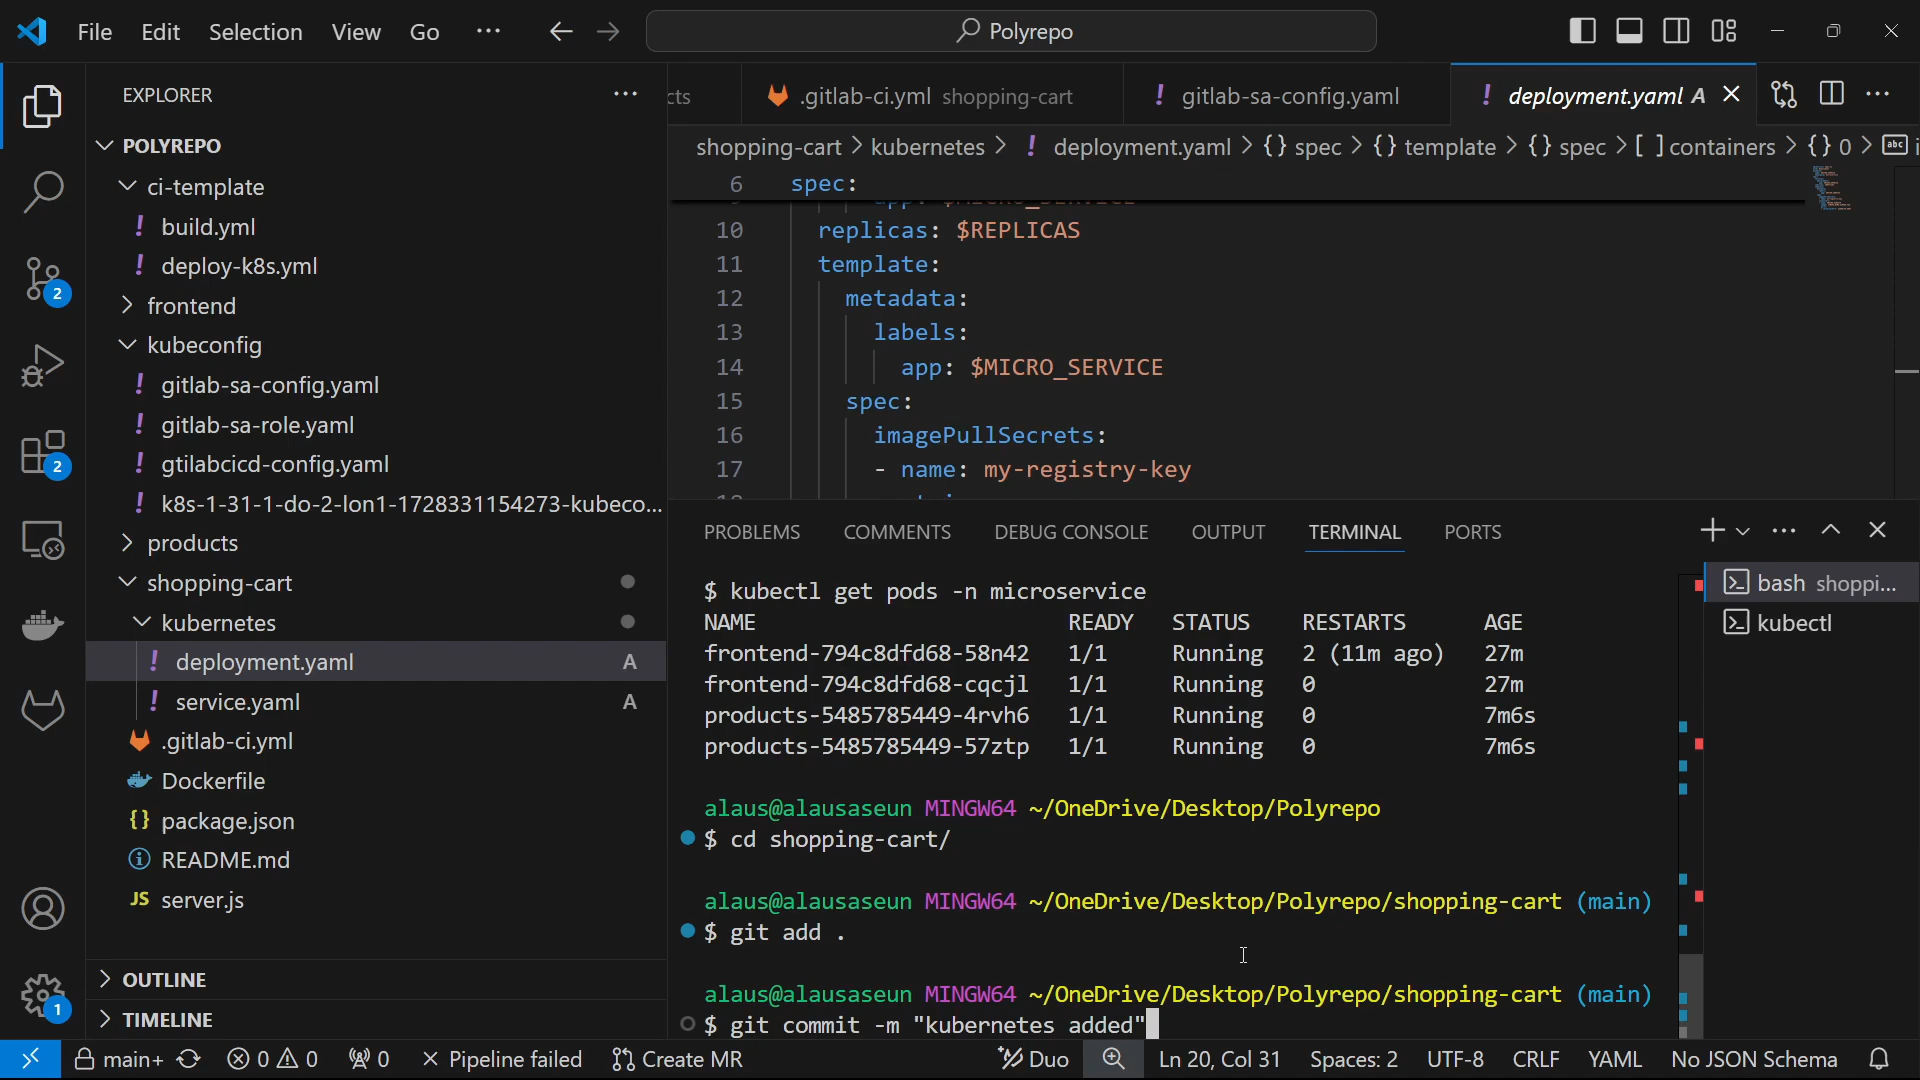 File Edit Selection View Go ··· Polyrepo
EXPLORER
POLYREPO
ci-template
build.yml
deploy-k8s.yml
frontend
kubeconfig
gitlab-sa-config.yaml
gitlab-sa-role.yaml
gtilabcicd-config.yaml
k8s-1-31-1-do-2-lon1-1728331154273-kubeco...
products
shopping-cart
kubernetes
deployment.yaml A
service.yaml A
.gitlab-ci.yml
Dockerfile
package.json
README.md
server.js
OUTLINE
TIMELINE
2
2
1
cts .gitlab-ci.yml shopping-cart gitlab-sa-config.yaml deployment.yaml A
shopping-cart > kubernetes > ! deployment.yaml > {} spec > {} template > {} spec > [ ] containers > {} 0 > abc i
6 spec:
app: $MICRO_SERVICE
10 replicas: $REPLICAS
11 template:
12 metadata:
13 labels:
14 app: $MICRO_SERVICE
15 spec:
16 imagePullSecrets:
17 - name: my-registry-key
PROBLEMS COMMENTS DEBUG CONSOLE OUTPUT TERMINAL PORTS
$ kubectl get pods -n microservice
NAME READY STATUS RESTARTS AGE
frontend-794c8dfd68-58n42 1/1 Running 2 (11m ago) 27m
frontend-794c8dfd68-cqcjl 1/1 Running 0 27m
products-5485785449-4rvh6 1/1 Running 0 7m6s
products-5485785449-57ztp 1/1 Running 0 7m6s
alaus@alausaseun MINGW64 ~/OneDrive/Desktop/Polyrepo
$ cd shopping-cart/
alaus@alausaseun MINGW64 ~/OneDrive/Desktop/Polyrepo/shopping-cart (main)
$ git add .
alaus@alausaseun MINGW64 ~/OneDrive/Desktop/Polyrepo/shopping-cart (main)
$ git commit -m "kubernetes added"
bash shoppi...
kubectl
main+ 0 0 0 Pipeline failed Create MR Duo Ln 20, Col 31 Spaces: 2 UTF-8 CRLF YAML No JSON Schema